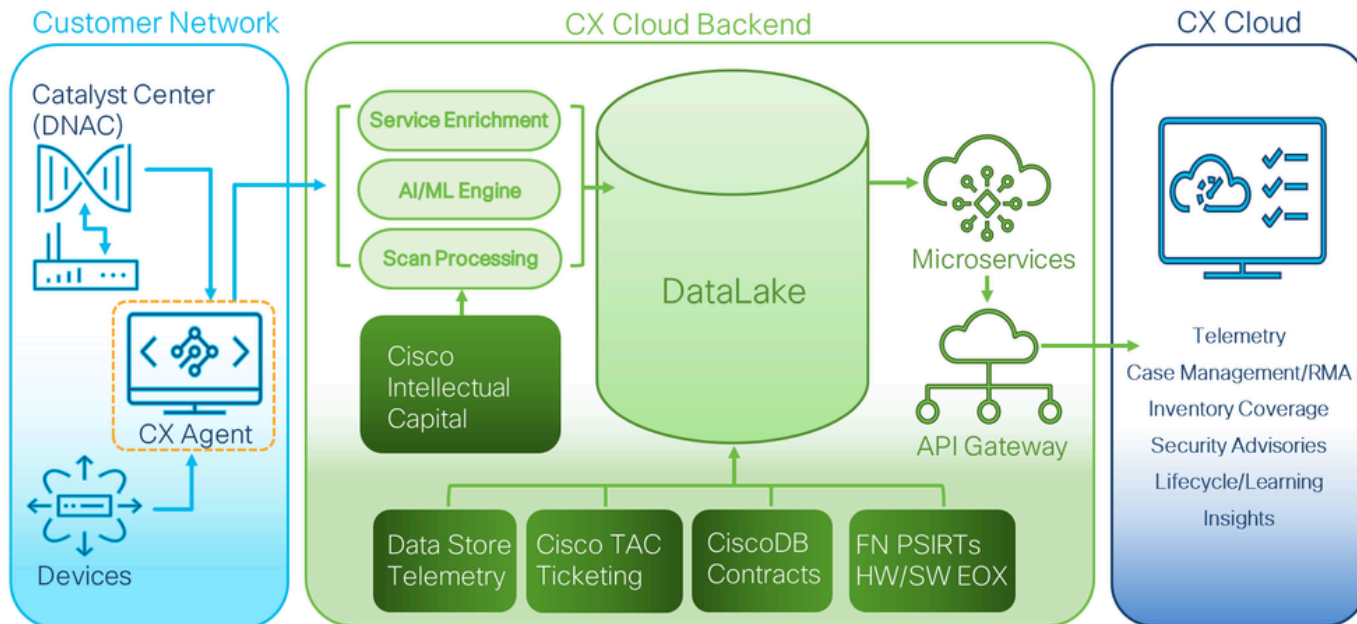 Customer Network
Catalyst Center
(DNAC)
CX Agent
Devices
CX Cloud Backend
Service Enrichment
AI/ML Engine
Scan Processing
Cisco
Intellectual
Capital
DataLake
Microservices
API Gateway
Data Store
Telemetry
Cisco TAC
Ticketing
CiscoDB
Contracts
FN PSIRTs
HW/SW EOX
CX Cloud
Telemetry
Case Management/RMA
Inventory Coverage
Security Advisories
Lifecycle/Learning
Insights